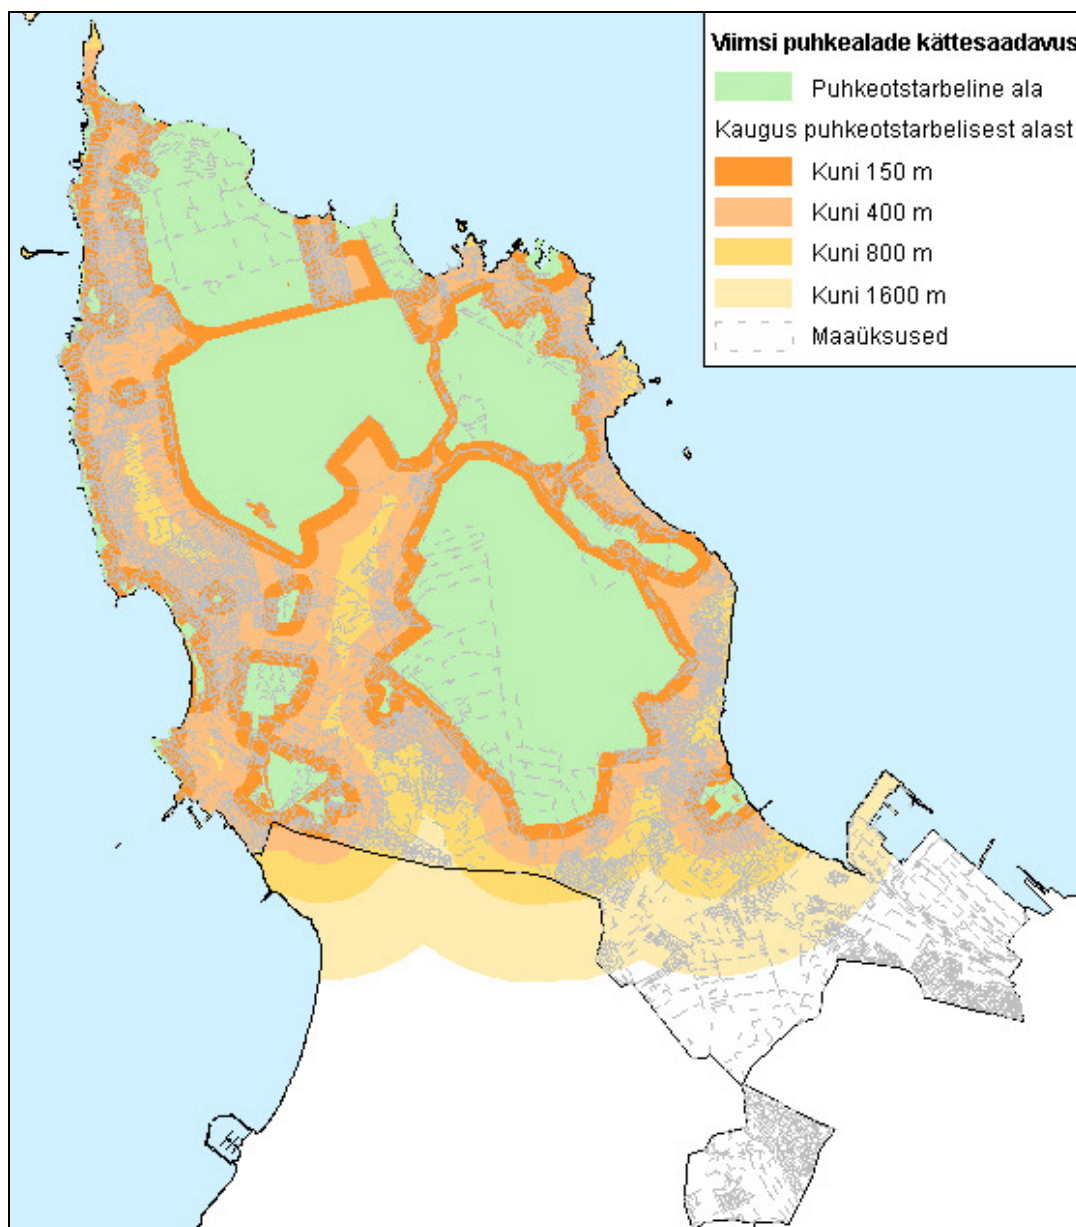 Viimsi puhkealade kättesaadavus
Puhkeotstarbeline ala
Kaugus puhkeotstarbelisest alast
Kuni 150 m
Kuni 400 m
Kuni 800 m
Kuni 1600 m
Maaüksused